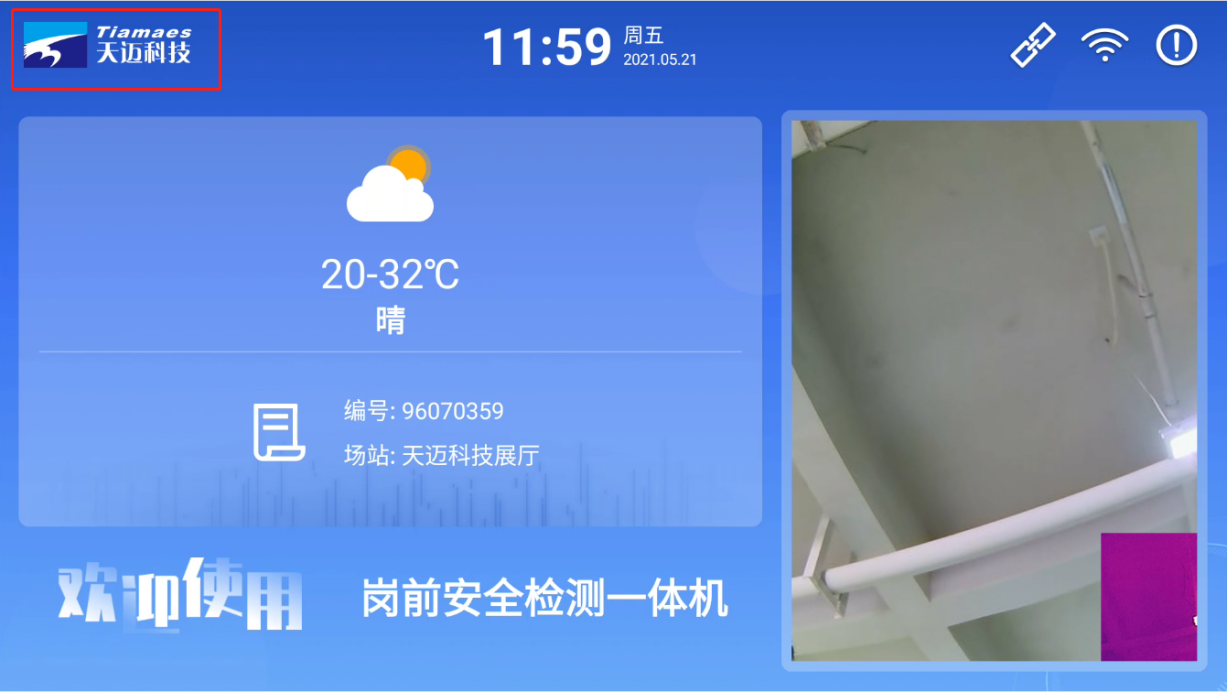 Tiamaes
天迈科技
11:59
周五
2021.05.21
20-32℃
晴
编号: 96070359
场站: 天迈科技展厅
欢迎使用
岗前安全检测一体机